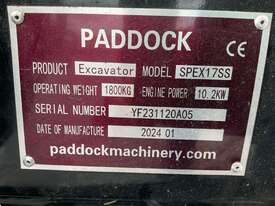 PADDOCK
CE
PRODUCT Excavator MODEL SPEX17SS
OPERATING WEIGHT 1800KG ENGINE POWER 10.2KW
SERIAL NUMBER YF231120A05
DATE OF MANUFACTURE 2024 01
paddockmachinery.com